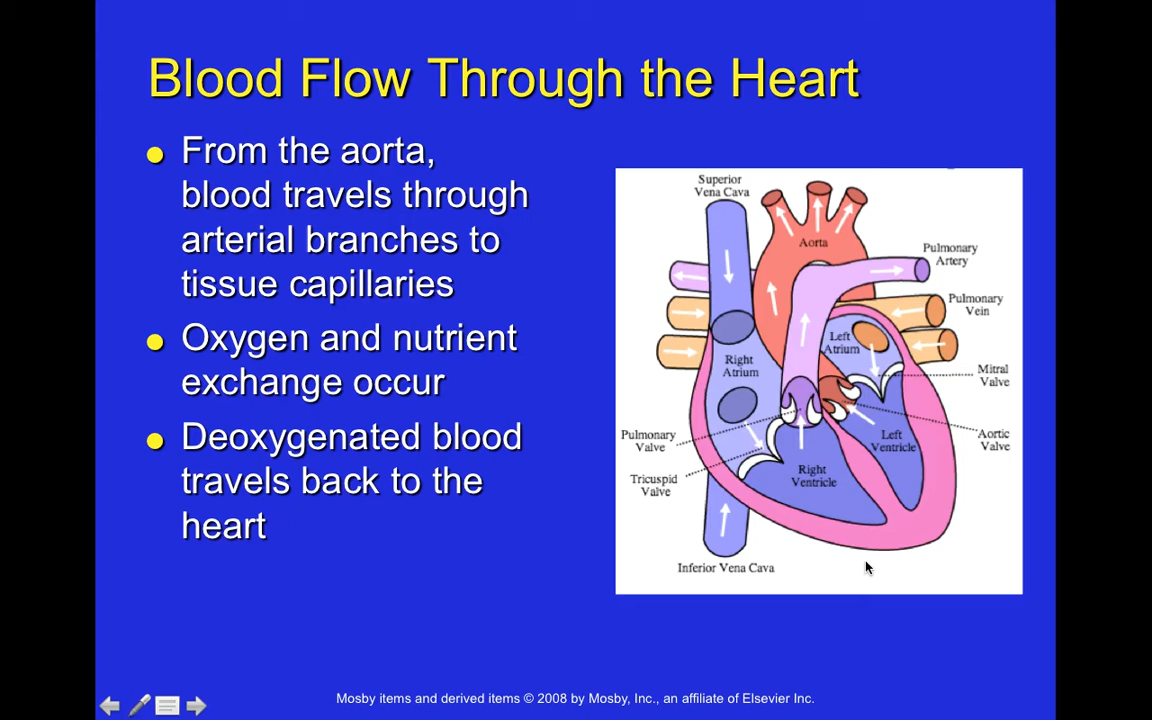 Blood Flow Through the Heart
From the aorta,
blood travels through
arterial branches to
tissue capillaries
Oxygen and nutrient
exchange occur
Deoxygenated blood
travels back to the
heart
Superior
Vena Cava
Aorta
Pulmonary
Artery
Pulmonary
Vein
Left
Atrium
Right
Atrium
Mitral
Valve
Pulmonary
Valve
Left
Ventricle
Aortic
Valve
Tricuspid
Valve
Right
Ventricle
Inferior Vena Cava
Mosby items and derived items © 2008 by Mosby, Inc., an affiliate of Elsevier Inc.